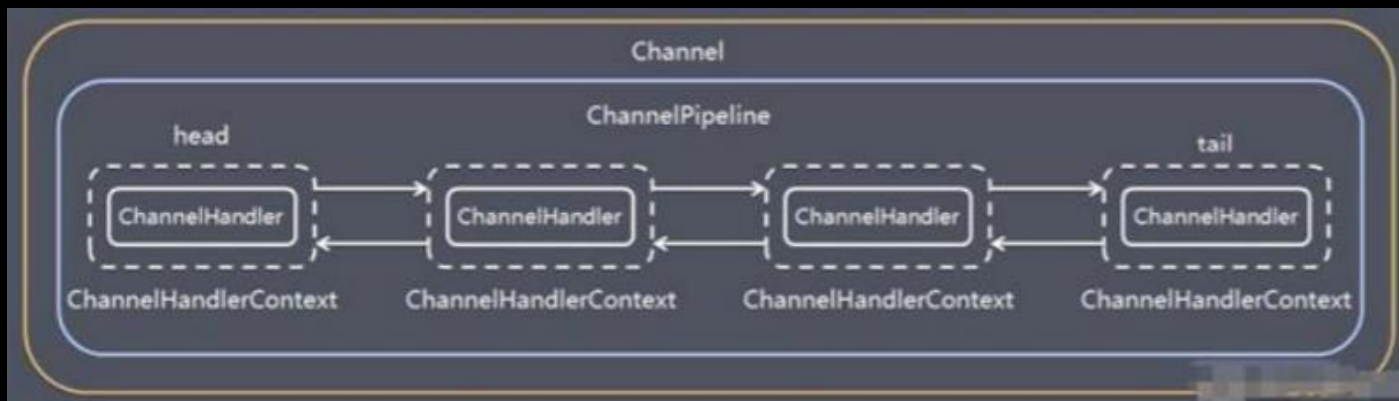 Channel
ChannelPipeline
head
tail
ChannelHandler ChannelHandler ChannelHandler ChannelHandler
ChannelHandlerContext ChannelHandlerContext ChannelHandlerContext ChannelHandlerContext